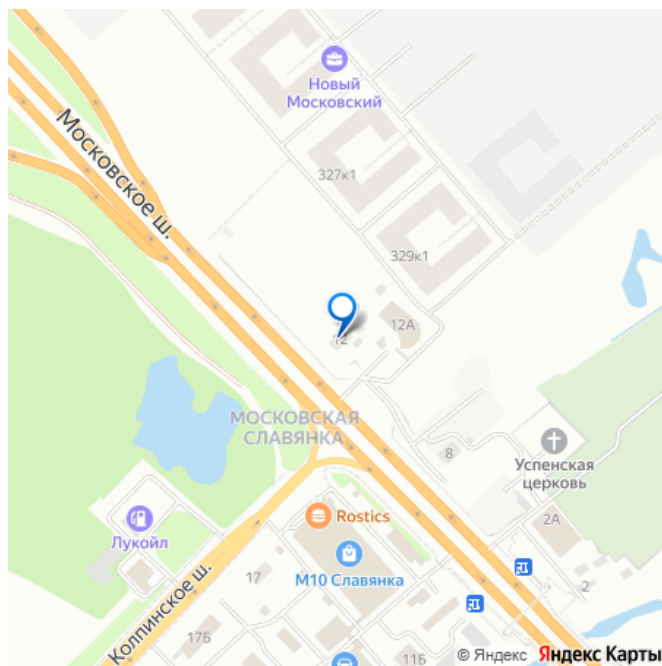 Новый
Московский
Московское ш.
327к1
329к1
12А
12
МОСКОВСКАЯ
СЛАВЯНКА
8
Успенская
церковь
Rostics
2А
Лукойл
М10 Славянка
17
2
Колпинское ш.
17Б
11Б
© Яндекс Яндекс Карты